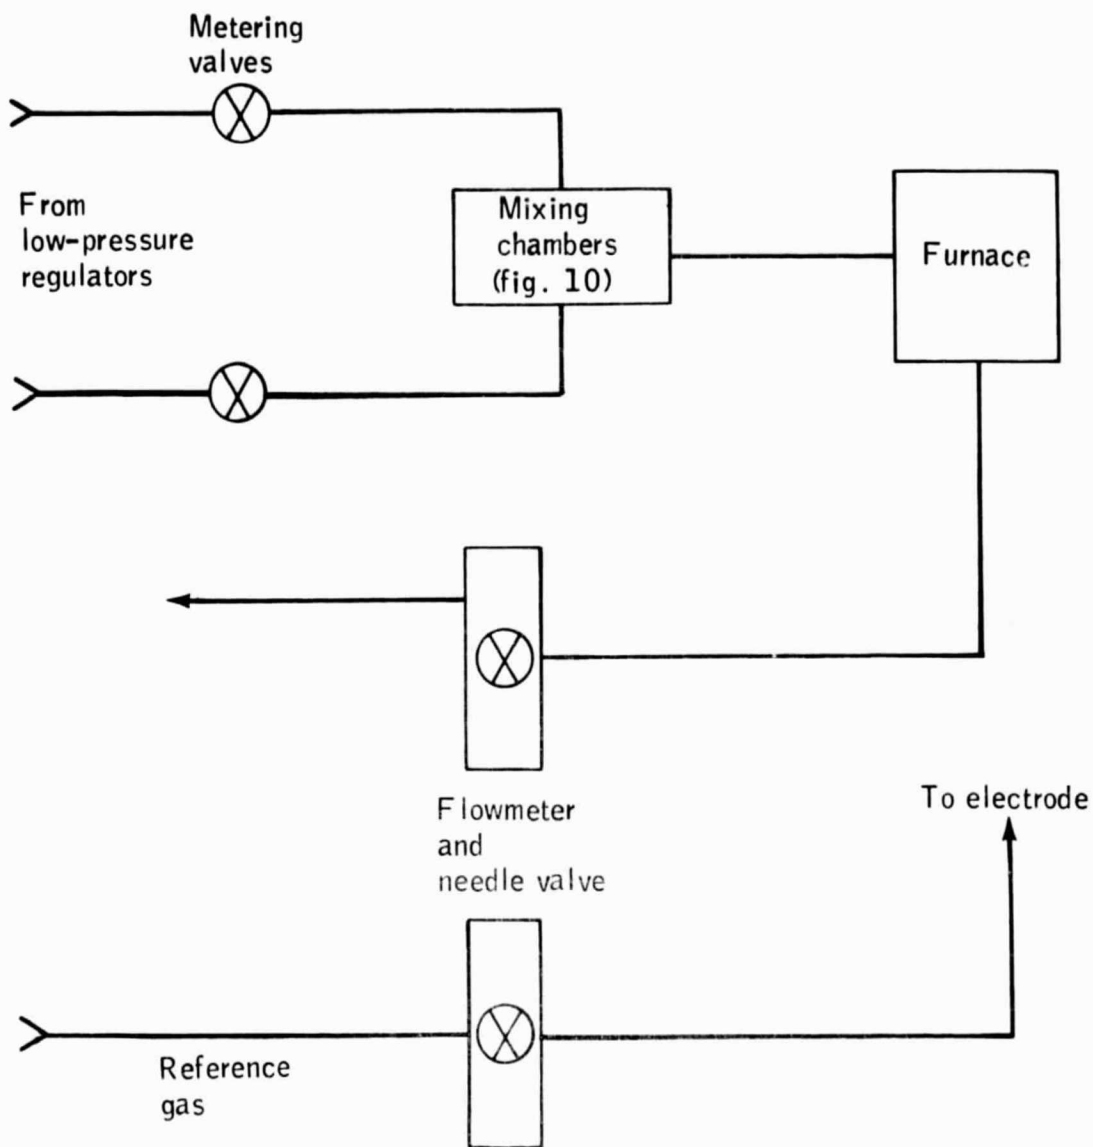 Metering
valves
From
low-pressure
regulators
Mixing
chambers
(fig. 10)
Furnace
Flowmeter
and
needle valve
To electrode
Reference
gas